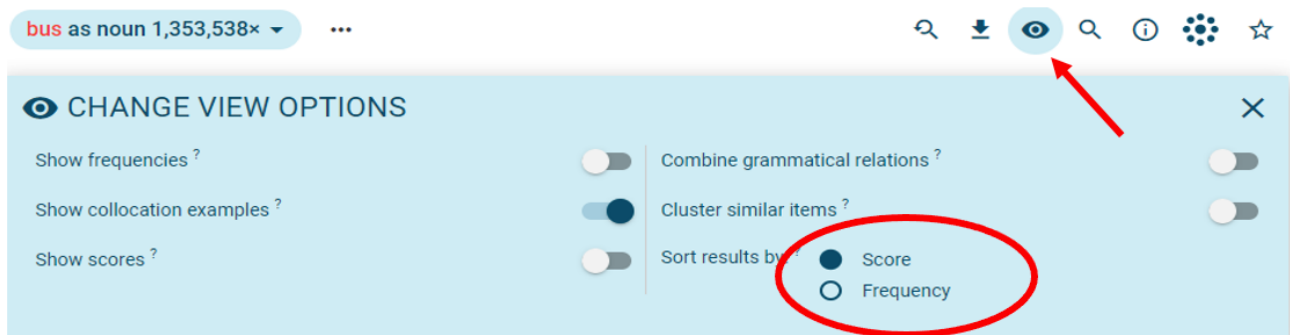 bus as noun 1,353,538× ...
CHANGE VIEW OPTIONS
Show frequencies ?
Combine grammatical relations ?
Show collocation examples ?
Cluster similar items ?
Show scores ?
Sort results by: ?
Score
Frequency